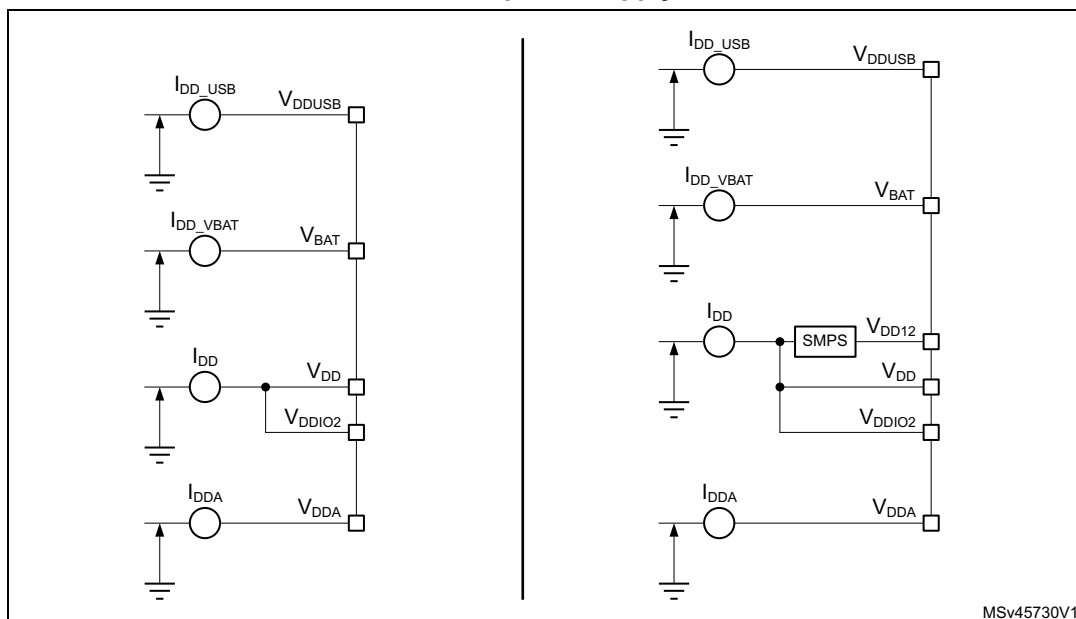 I_DD_USB
V_DDUSB
I_DD_VBAT
V_BAT
I_DD
V_DD
V_DDIO2
I_DDA
V_DDA
I_DD_USB
V_DDUSB
I_DD_VBAT
V_BAT
I_DD
SMPS
V_DD12
V_DD
V_DDIO2
I_DDA
V_DDA
MSv45730V1